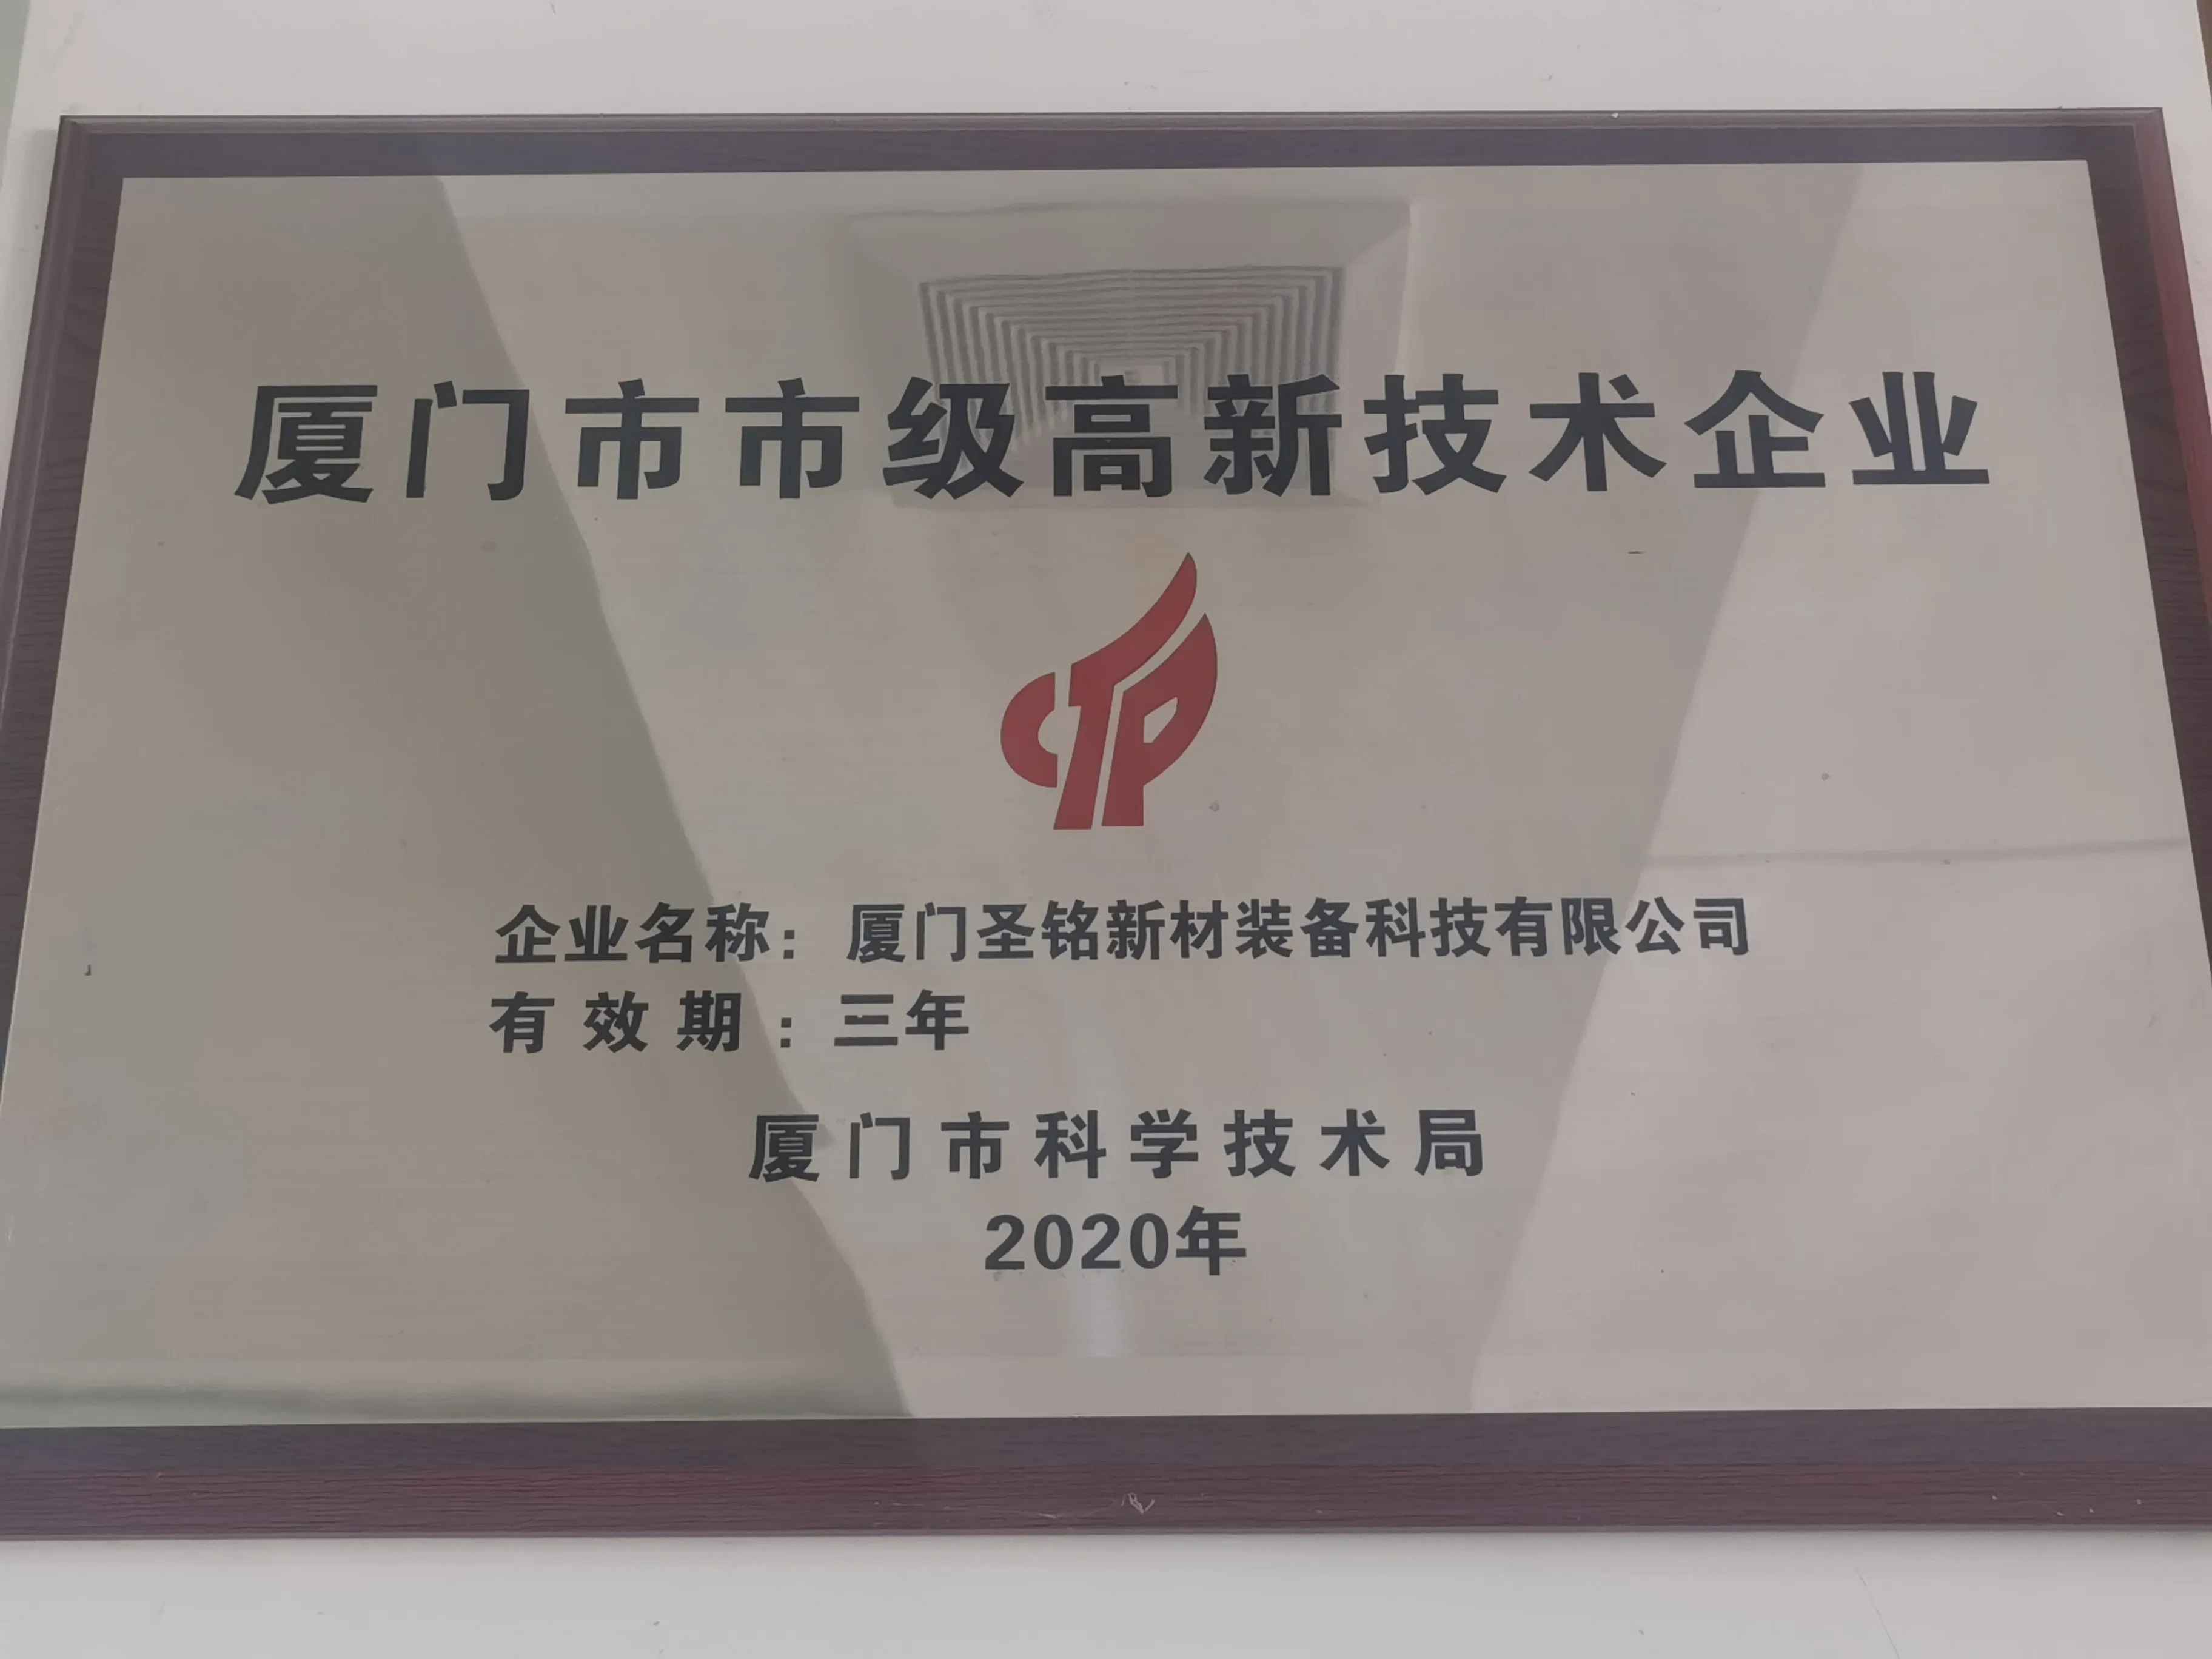 厦门市市级高新技术企业
CTP
企业名称：厦门圣铭新材装备科技有限公司
有效期：三年
厦门市科学技术局
2020年